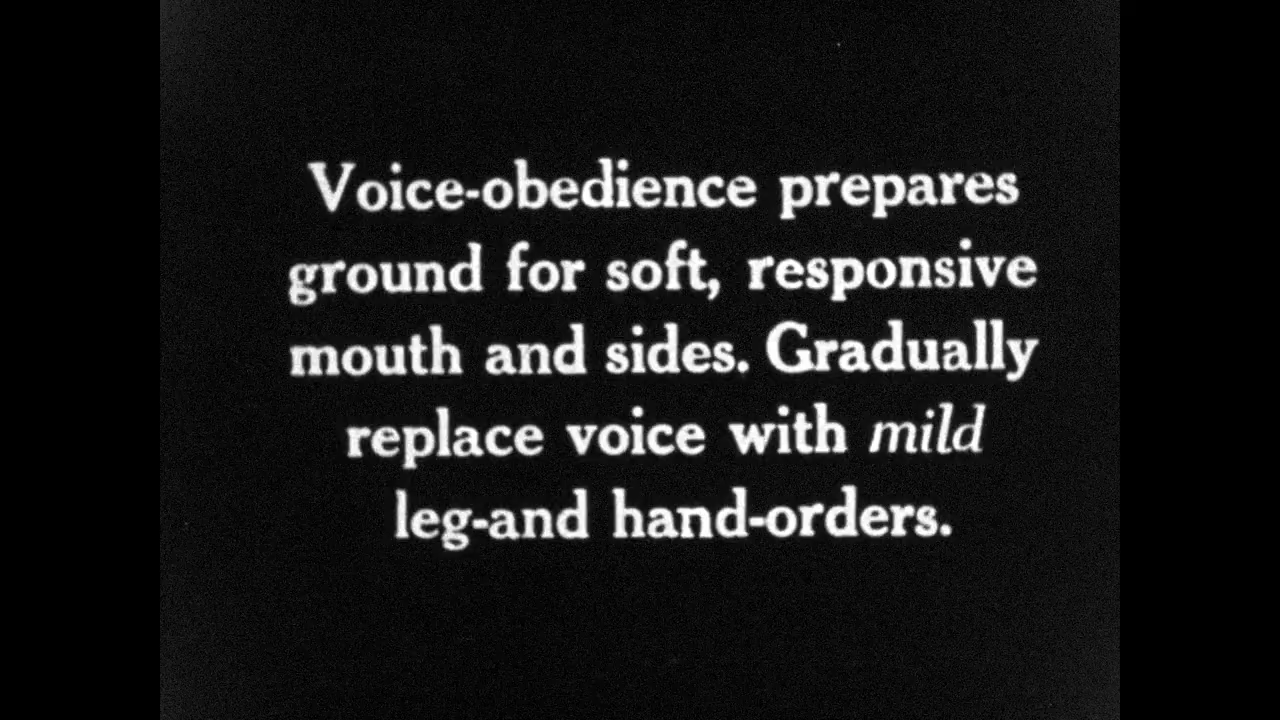 Voice-obedience prepares
ground for soft, responsive
mouth and sides. Gradually
replace voice with mild
leg-and hand-orders.